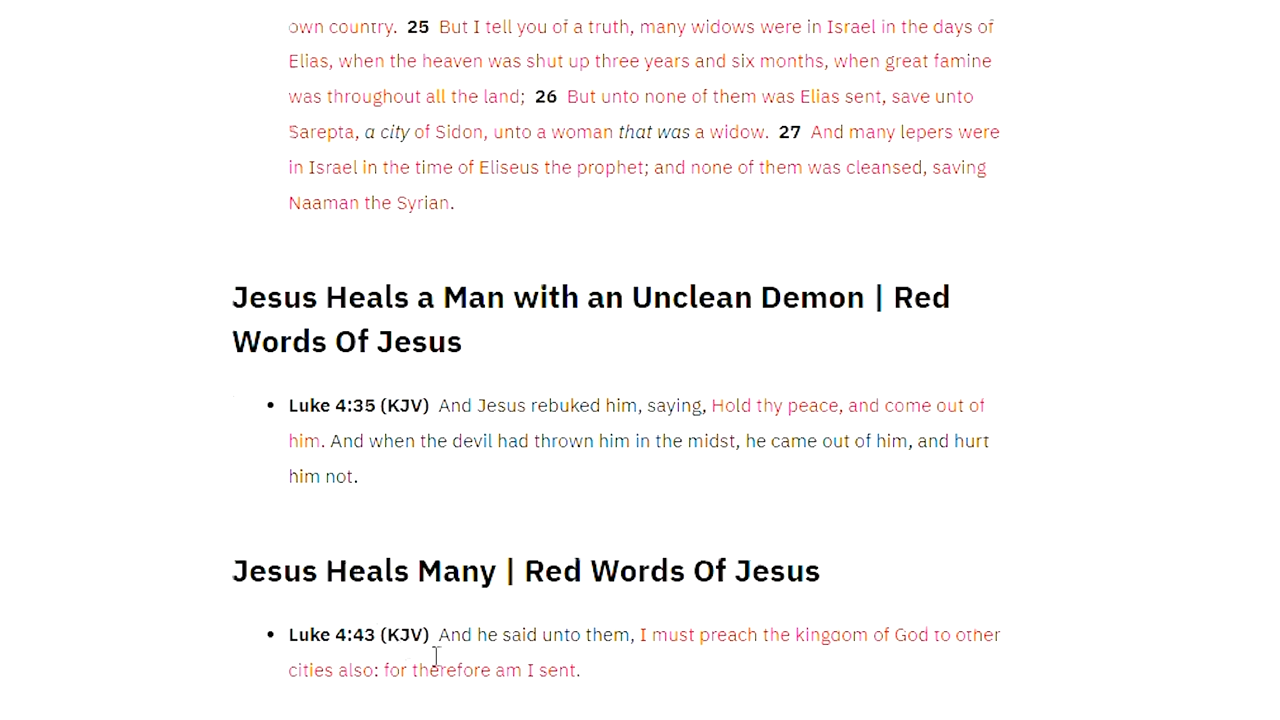 own country. 25 But I tell you of a truth, many widows were in Israel in the days of
Elias, when the heaven was shut up three years and six months, when great famine
was throughout all the land; 26 But unto none of them was Elias sent, save unto
Sarepta, a city of Sidon, unto a woman that was a widow. 27 And many lepers were
in Israel in the time of Eliseus the prophet; and none of them was cleansed, saving
Naaman the Syrian.
Jesus Heals a Man with an Unclean Demon | Red
Words Of Jesus
• Luke 4:35 (KJV) And Jesus rebuked him, saying, Hold thy peace, and come out of
him. And when the devil had thrown him in the midst, he came out of him, and hurt
him not.
Jesus Heals Many | Red Words Of Jesus
• Luke 4:43 (KJV) And he said unto them, I must preach the kingdom of God to other
cities also: for therefore am I sent.